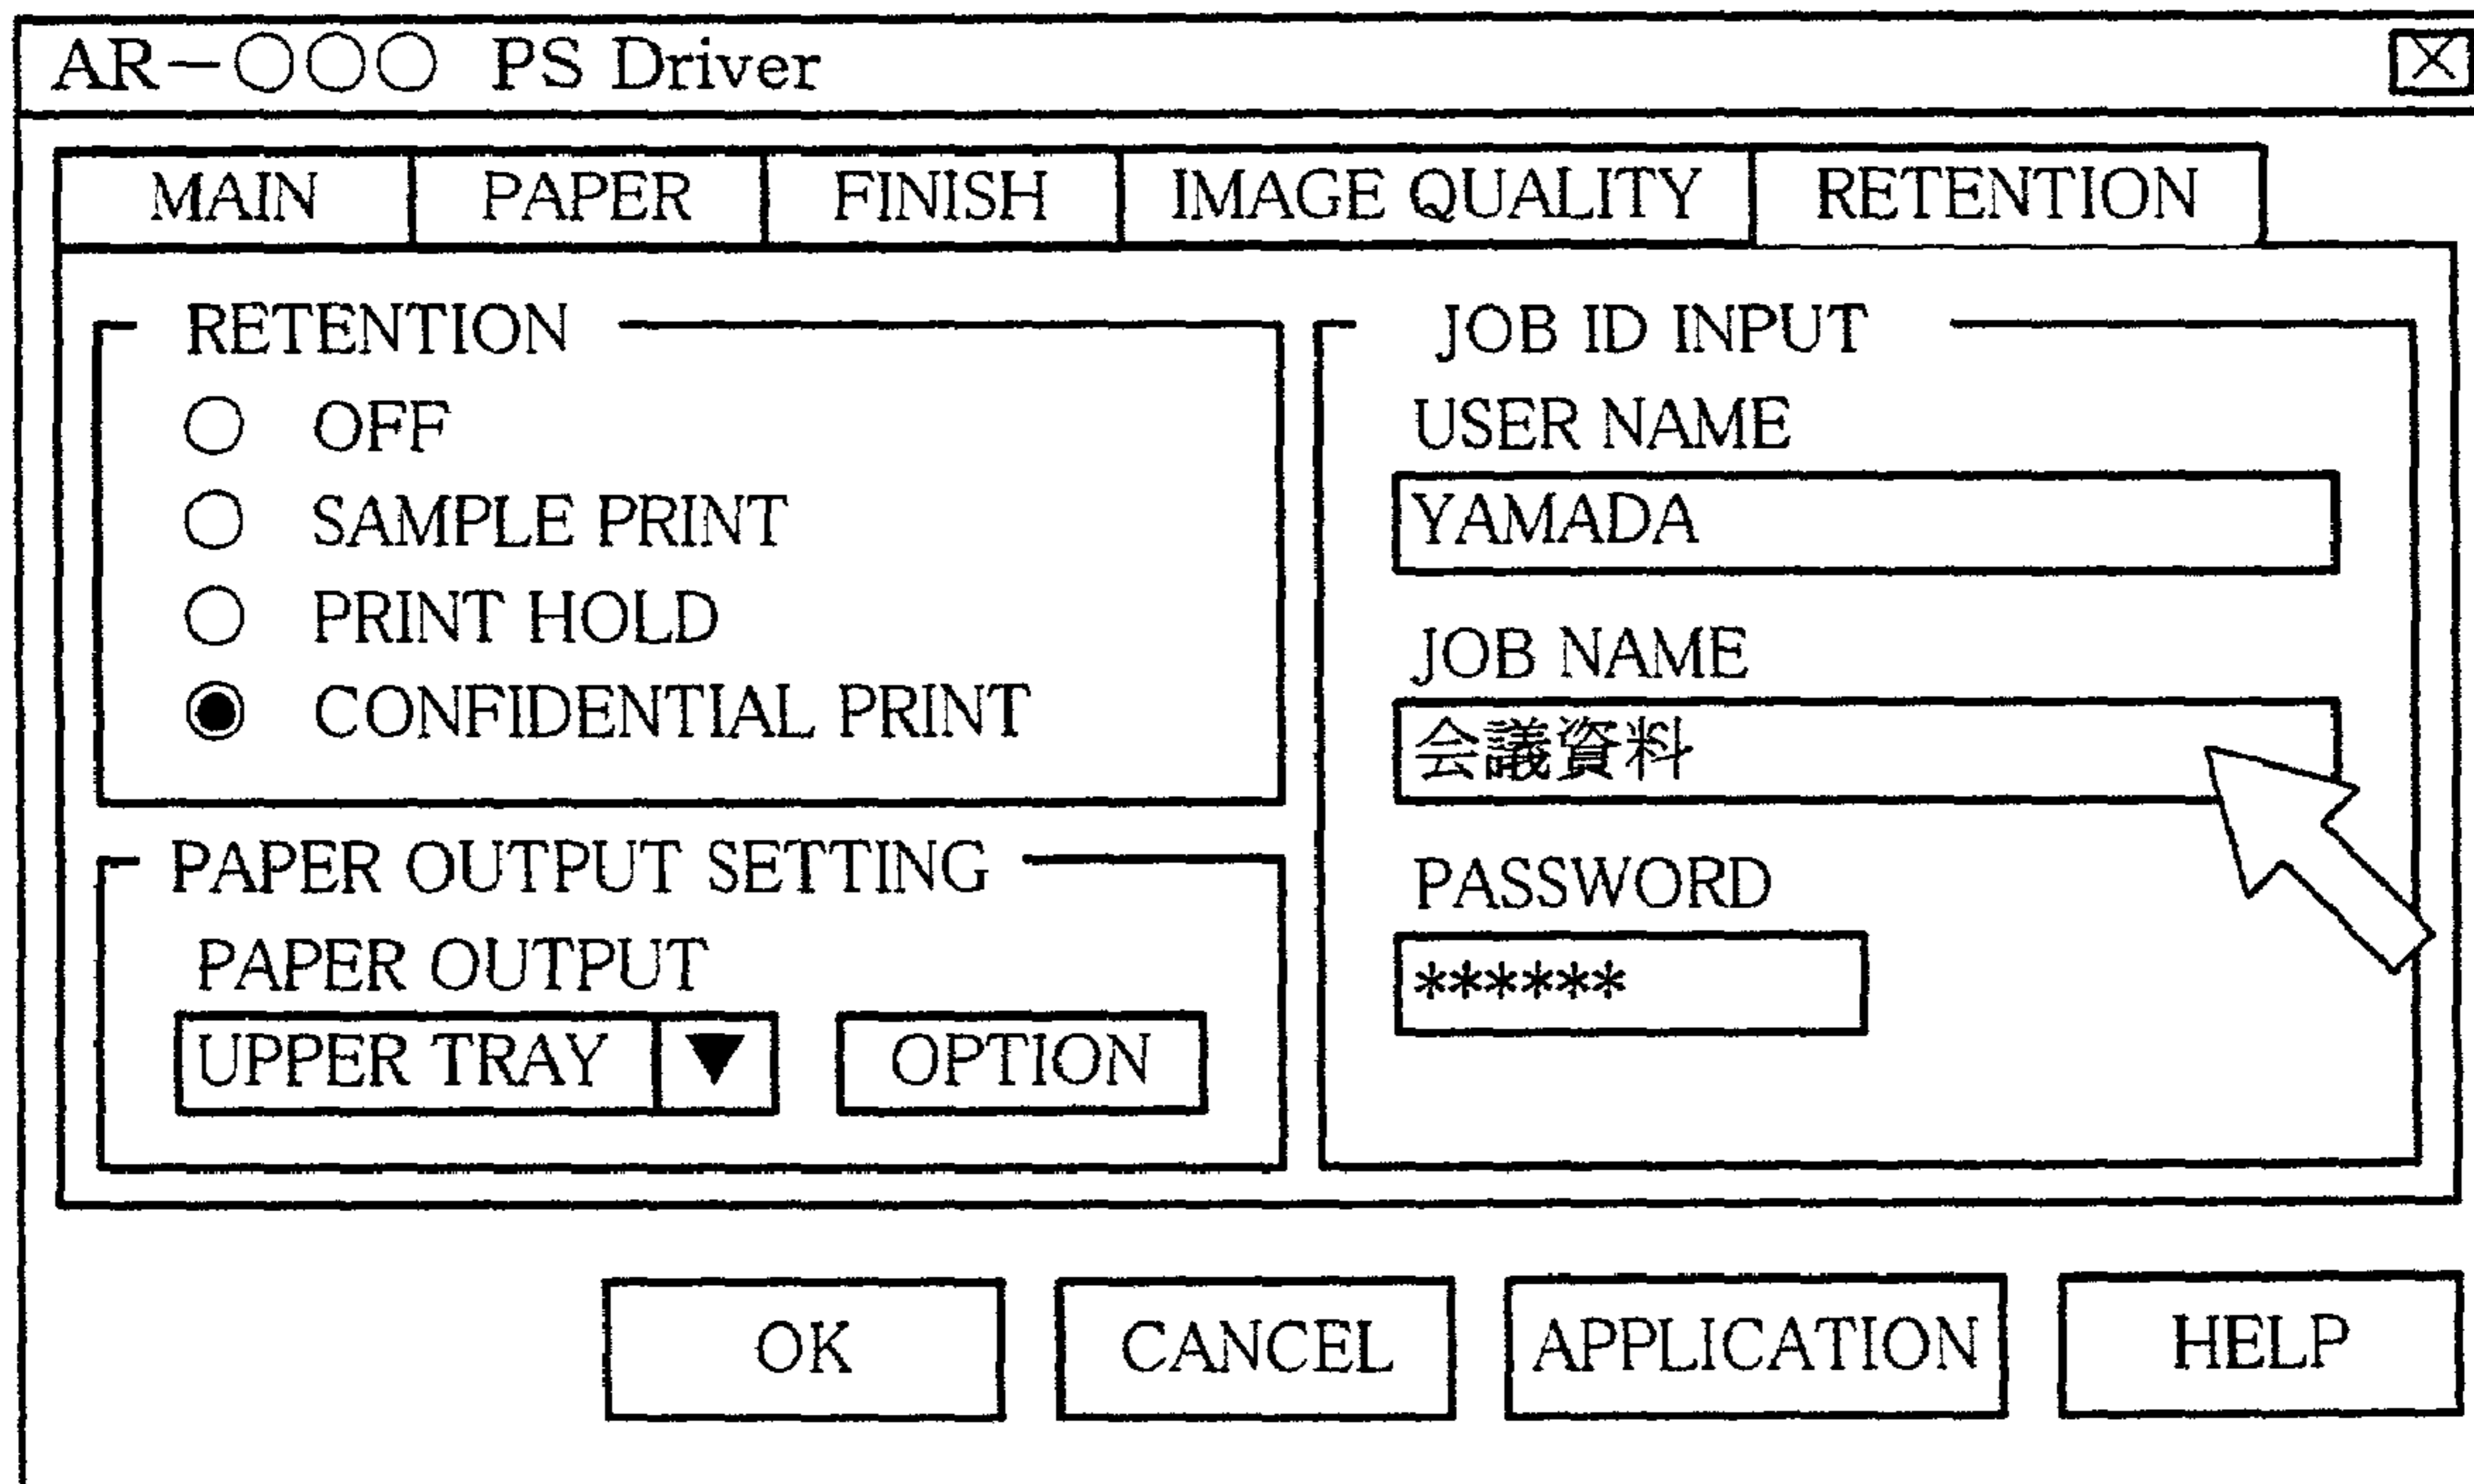 AR-○○○ PS Driver
MAIN PAPER FINISH IMAGE QUALITY RETENTION
RETENTION
OFF
SAMPLE PRINT
PRINT HOLD
CONFIDENTIAL PRINT
PAPER OUTPUT SETTING
PAPER OUTPUT
UPPER TRAY ▼ OPTION
JOB ID INPUT
USER NAME
YAMADA
JOB NAME
会議資料
PASSWORD
******
OK CANCEL APPLICATION HELP